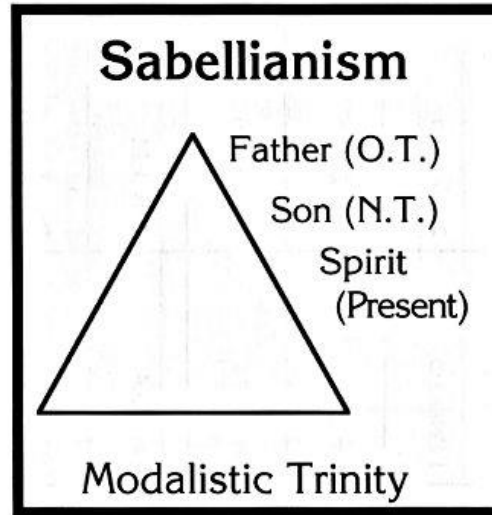 Sabellianism
Father (O.T.)
Son (N.T.)
Spirit
(Present)
Modalistic Trinity